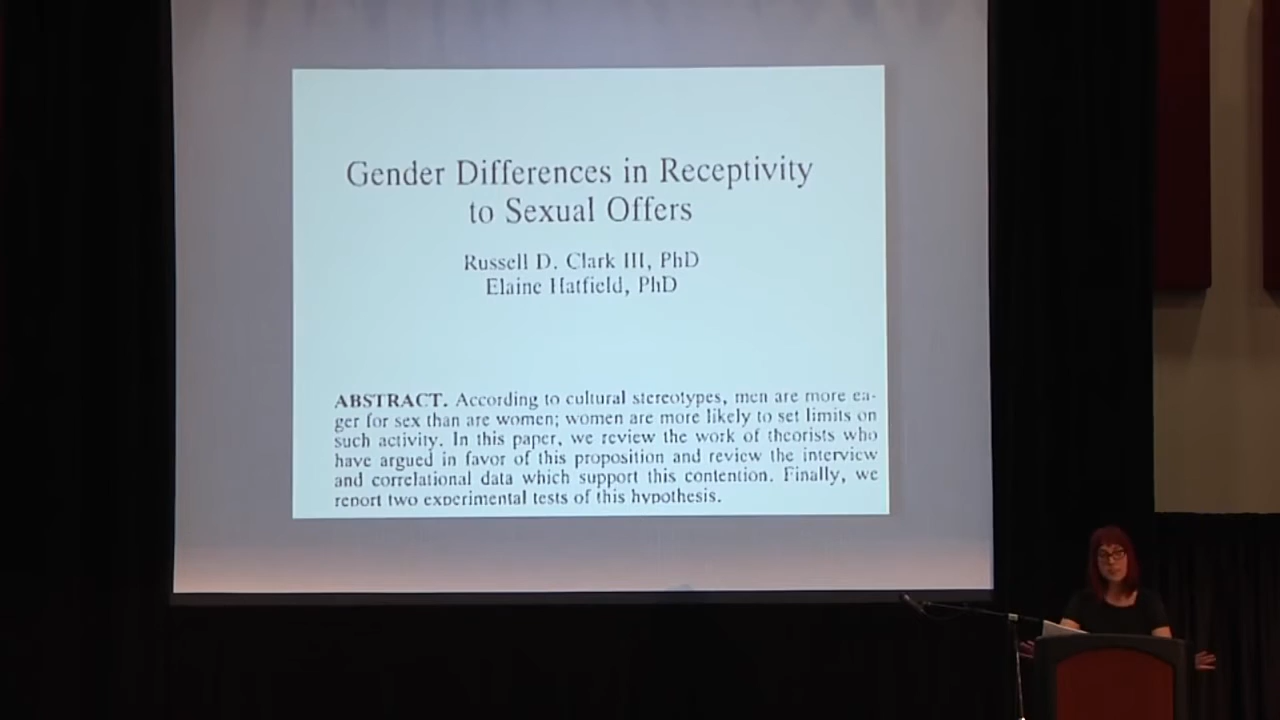 Gender Differences in Receptivity
to Sexual Offers
Russell D. Clark III, PhD
Elaine Hatfield, PhD
ABSTRACT. According to cultural stereotypes, men are more ea-
ger for sex than are women; women are more likely to set limits on
such activity. In this paper, we review the work of theorists who
have argued in favor of this proposition and review the interview
and correlational data which support this contention. Finally, we
report two experimental tests of this hypothesis.